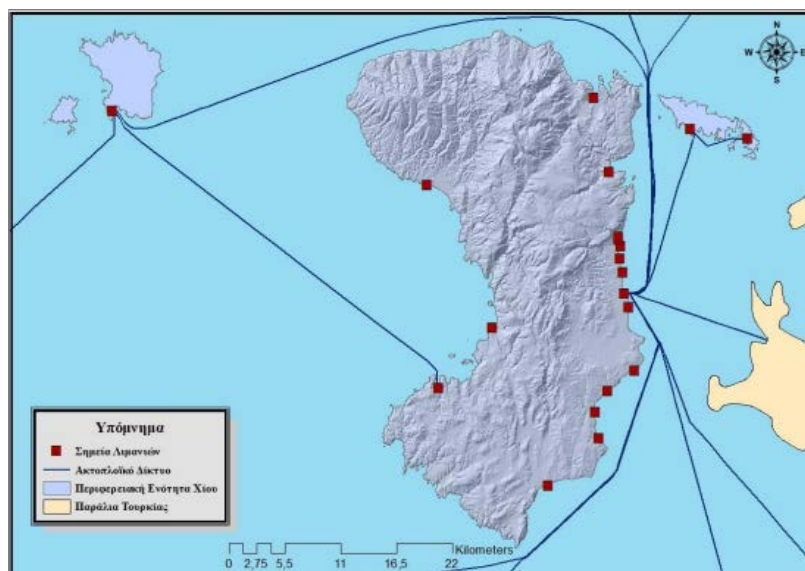 N
W E
S
Υπόμνημα
Σημεία Λιμανιών
Ακτοπλοϊκό Δίκτυο
Περιφερειακή Ενότητα Χίου
Παράλια Τουρκίας
Kilometers
0 2,75 5,5 11 16,5 22